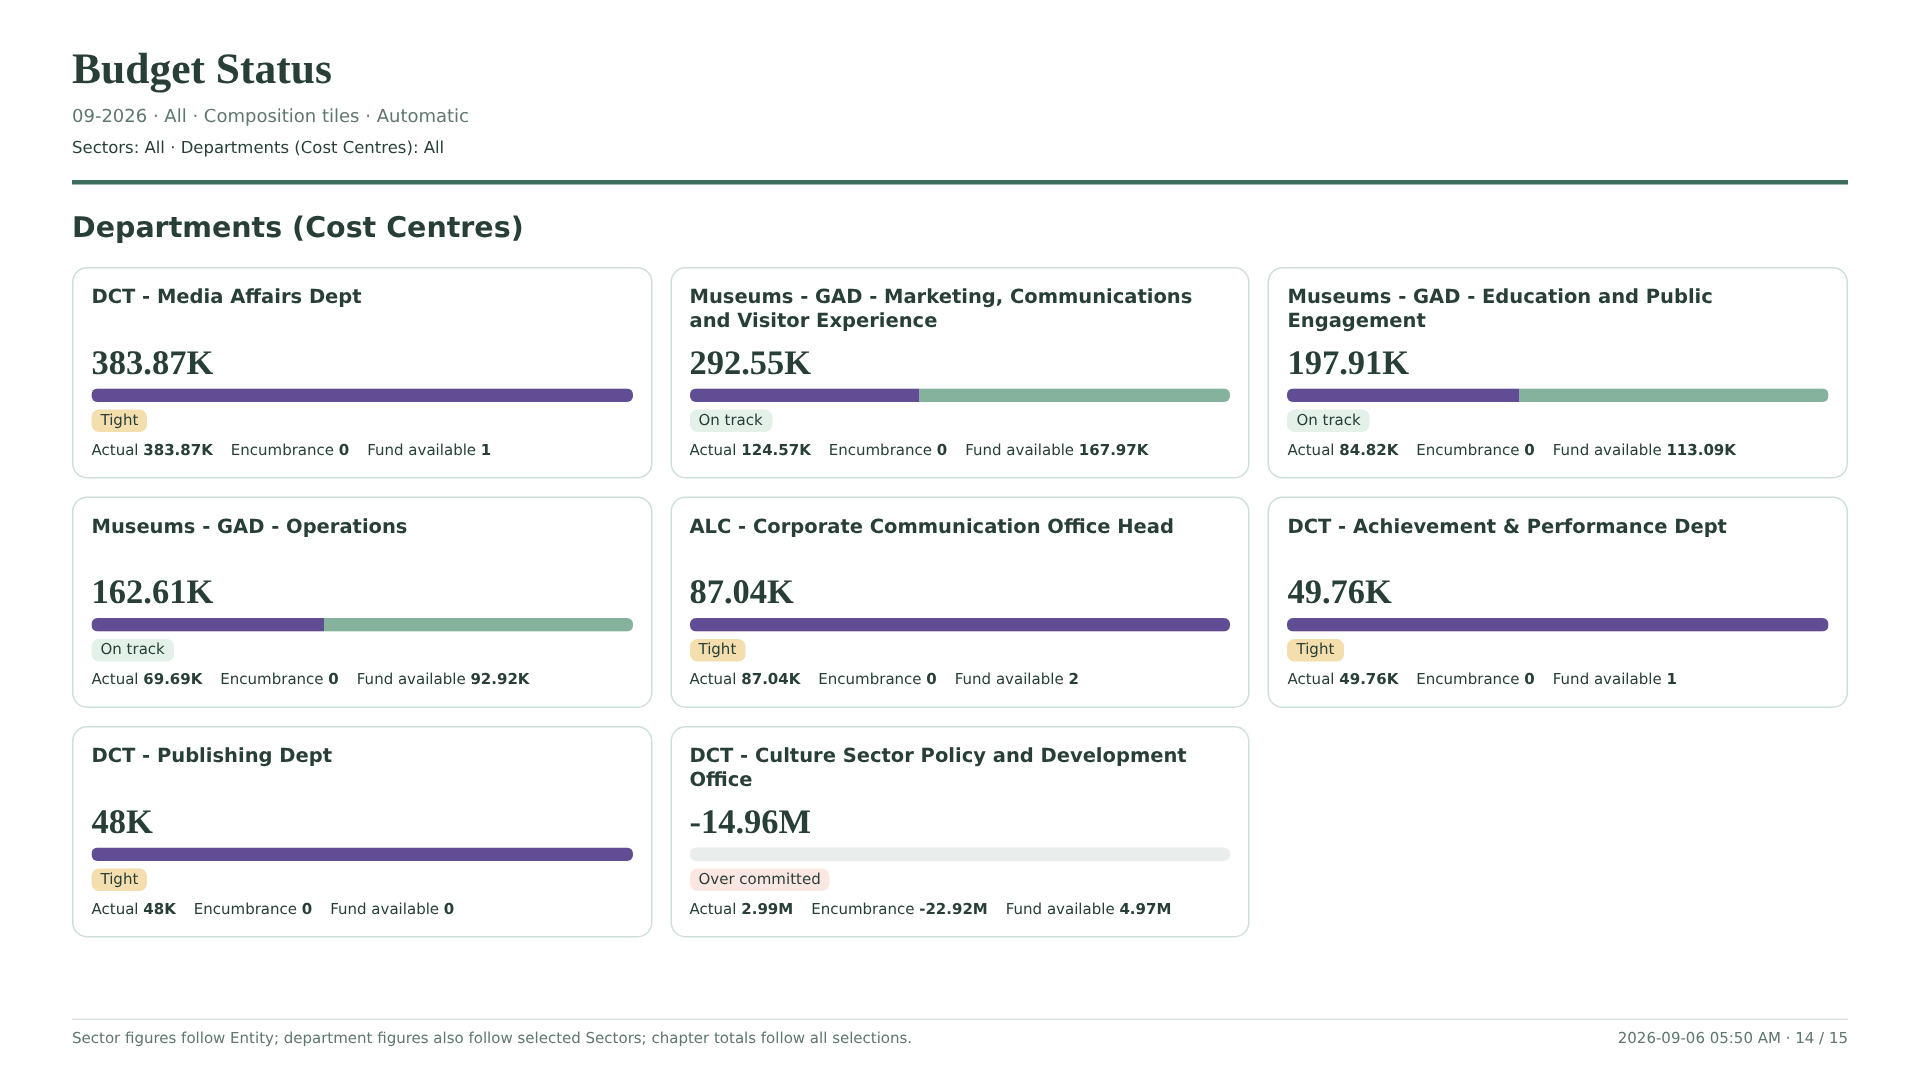 Budget Status
09-2026 · All · Composition tiles · Automatic
Sectors: All · Departments (Cost Centres): All
Departments (Cost Centres)
DCT - Media Affairs Dept
383.87K
Tight
Actual 383.87K Encumbrance 0 Fund available 1
Museums - GAD - Marketing, Communications
and Visitor Experience
292.55K
On track
Actual 124.57K Encumbrance 0 Fund available 167.97K
Museums - GAD - Education and Public
Engagement
197.91K
On track
Actual 84.82K Encumbrance 0 Fund available 113.09K
Museums - GAD - Operations
162.61K
On track
Actual 69.69K Encumbrance 0 Fund available 92.92K
ALC - Corporate Communication Office Head
87.04K
Tight
Actual 87.04K Encumbrance 0 Fund available 2
DCT - Achievement & Performance Dept
49.76K
Tight
Actual 49.76K Encumbrance 0 Fund available 1
DCT - Publishing Dept
48K
Tight
Actual 48K Encumbrance 0 Fund available 0
DCT - Culture Sector Policy and Development
Office
-14.96M
Over committed
Actual 2.99M Encumbrance -22.92M Fund available 4.97M
Sector figures follow Entity; department figures also follow selected Sectors; chapter totals follow all selections.
2026-09-06 05:50 AM · 14 / 15